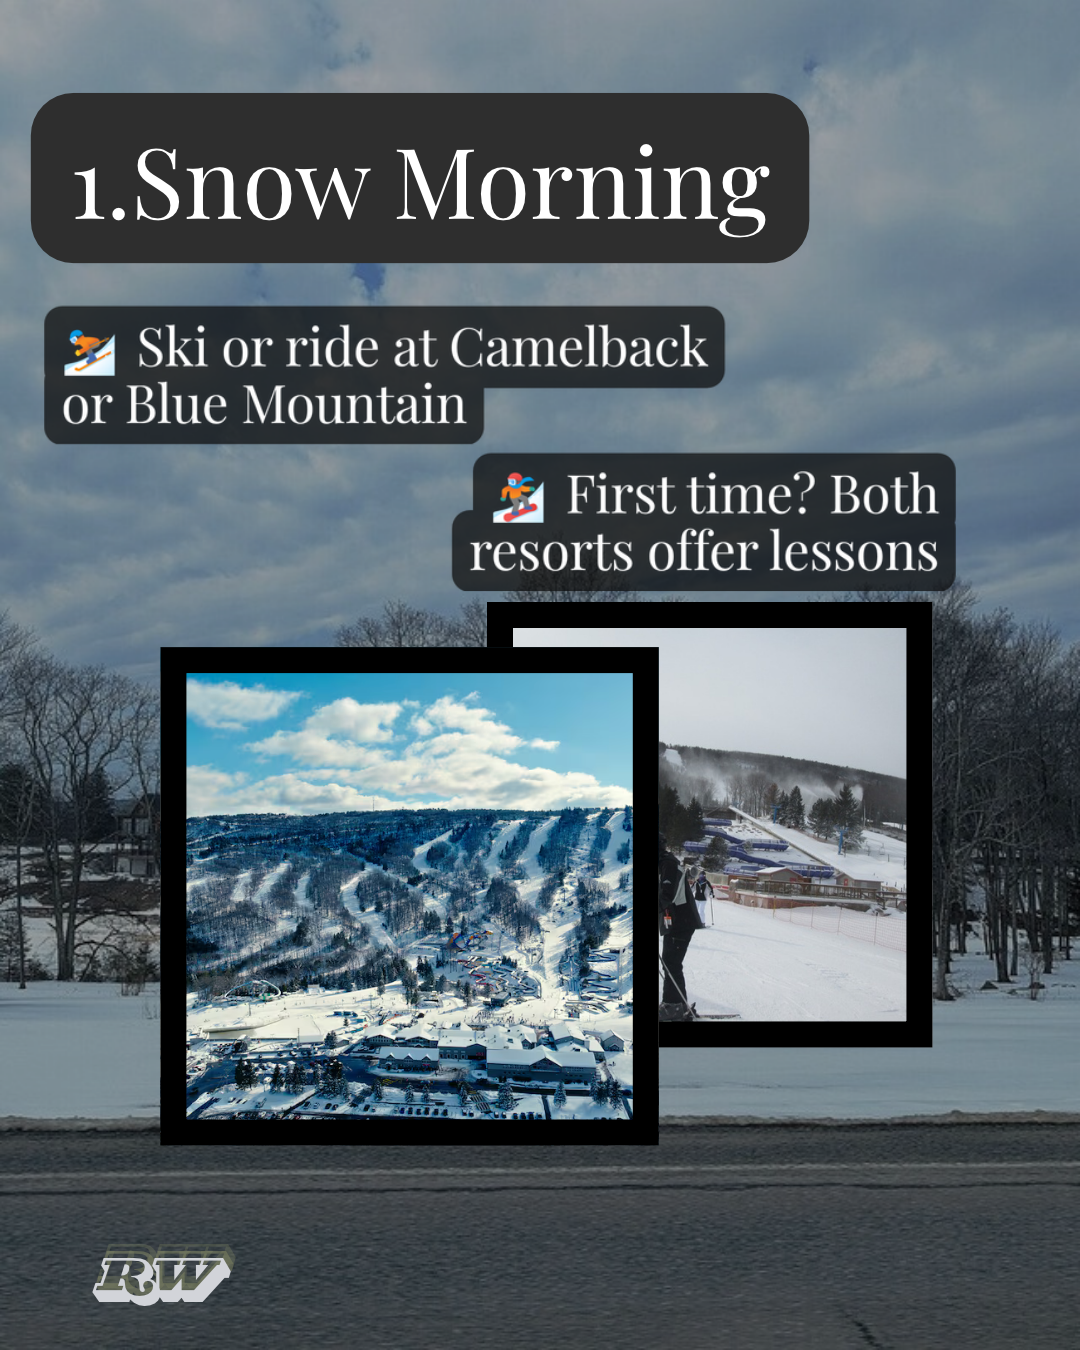 1.Snow Morning
⛷️ Ski or ride at Camelback
or Blue Mountain
🏂 First time? Both
resorts offer lessons
RW